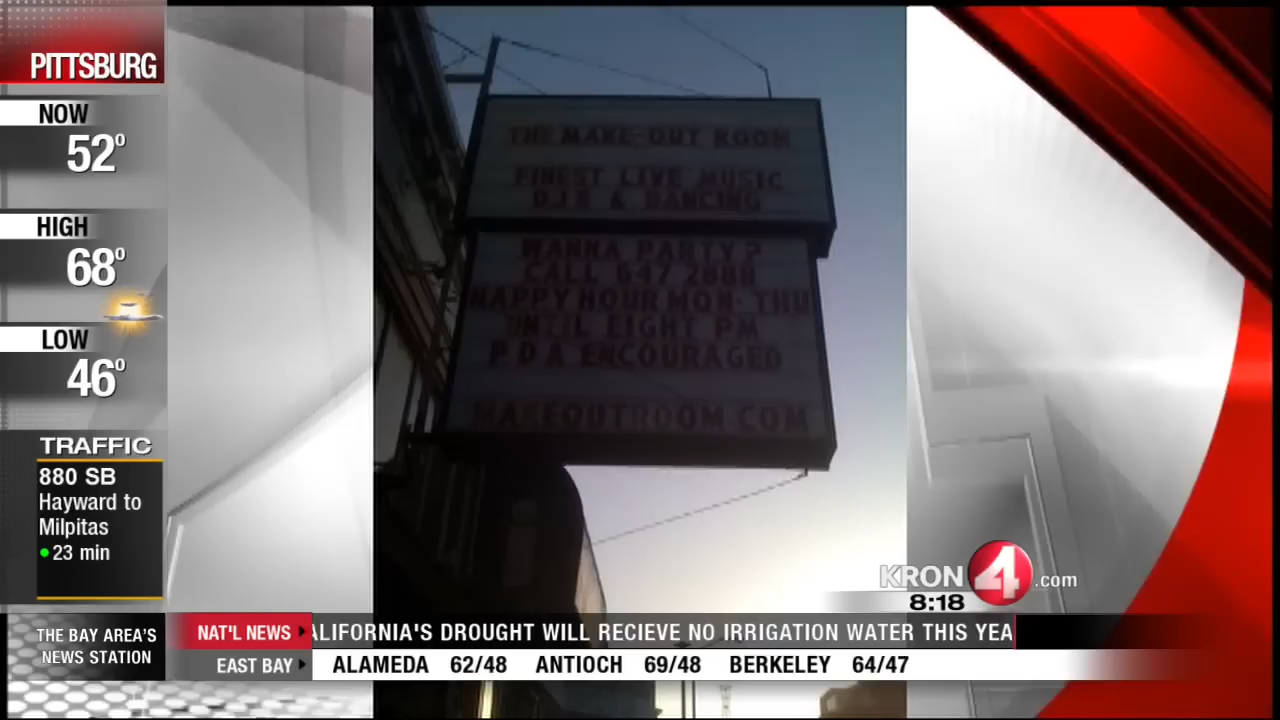 PITTSBURG
NOW
52°
HIGH
68°
LOW
46°
TRAFFIC
880 SB
Hayward to
Milpitas
23 min
THE MAKE-OUT ROOM
FINEST LIVE MUSIC
DJS & DANCING
WANNA PARTY?
CALL 647 2888
HAPPY HOUR MON-THU
UNTIL EIGHT PM
PDA ENCOURAGED
MAKEOUTROOM.COM
KRON 4.com
8:18
THE BAY AREA'S
NEWS STATION
NAT'L NEWS
ALIFORNIA'S DROUGHT WILL RECIEVE NO IRRIGATION WATER THIS YEA
EAST BAY
ALAMEDA 62/48 ANTIOCH 69/48 BERKELEY 64/47